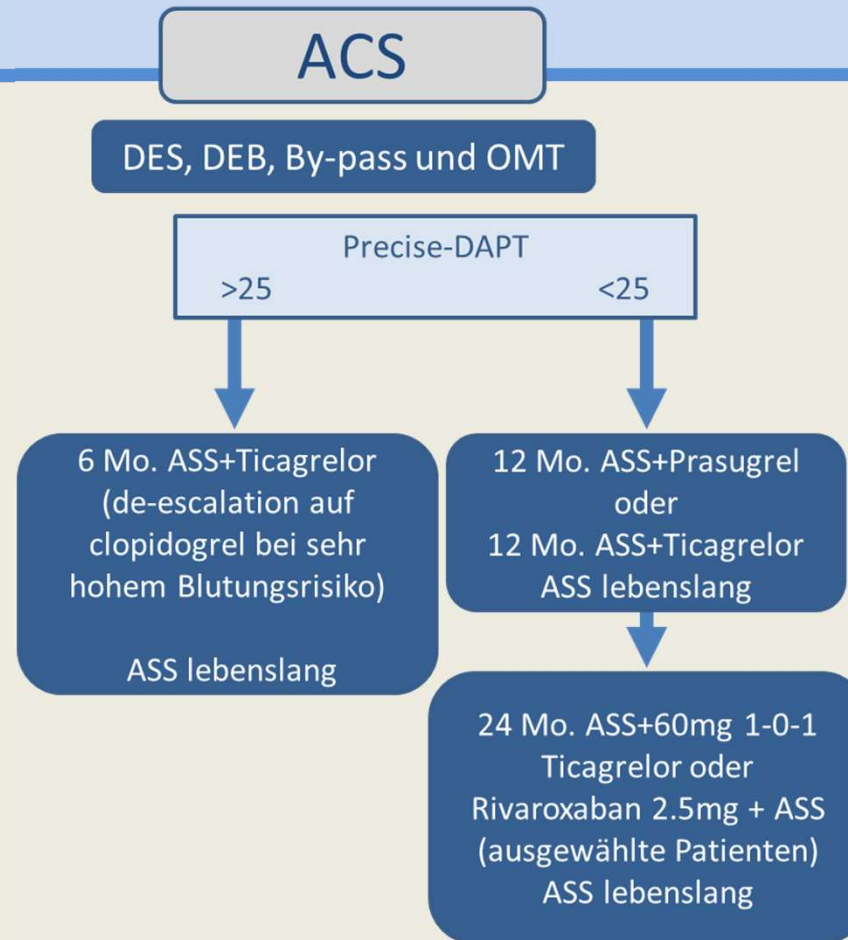 ACS
DES, DEB, By-pass und OMT
Precise-DAPT
>25 <25
6 Mo. ASS+Ticagrelor
(de-escalation auf
clopidogrel bei sehr
hohem Blutungsrisiko)
ASS lebenslang
12 Mo. ASS+Prasugrel
oder
12 Mo. ASS+Ticagrelor
ASS lebenslang
24 Mo. ASS+60mg 1-0-1
Ticagrelor oder
Rivaroxaban 2.5mg + ASS
(ausgewählte Patienten)
ASS lebenslang